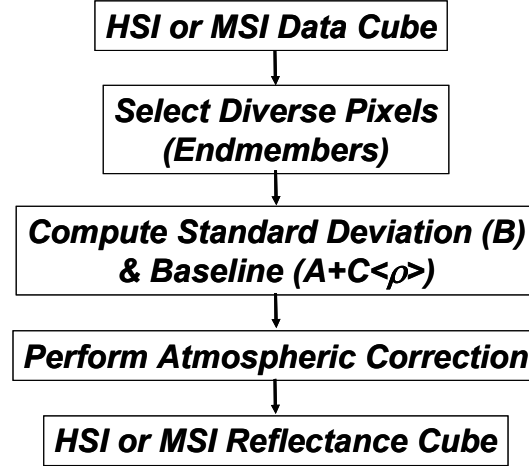 HSI or MSI Data Cube
Select Diverse Pixels
(Endmembers)
Compute Standard Deviation (B)
& Baseline (A+C<ρ>)
Perform Atmospheric Correction
HSI or MSI Reflectance Cube